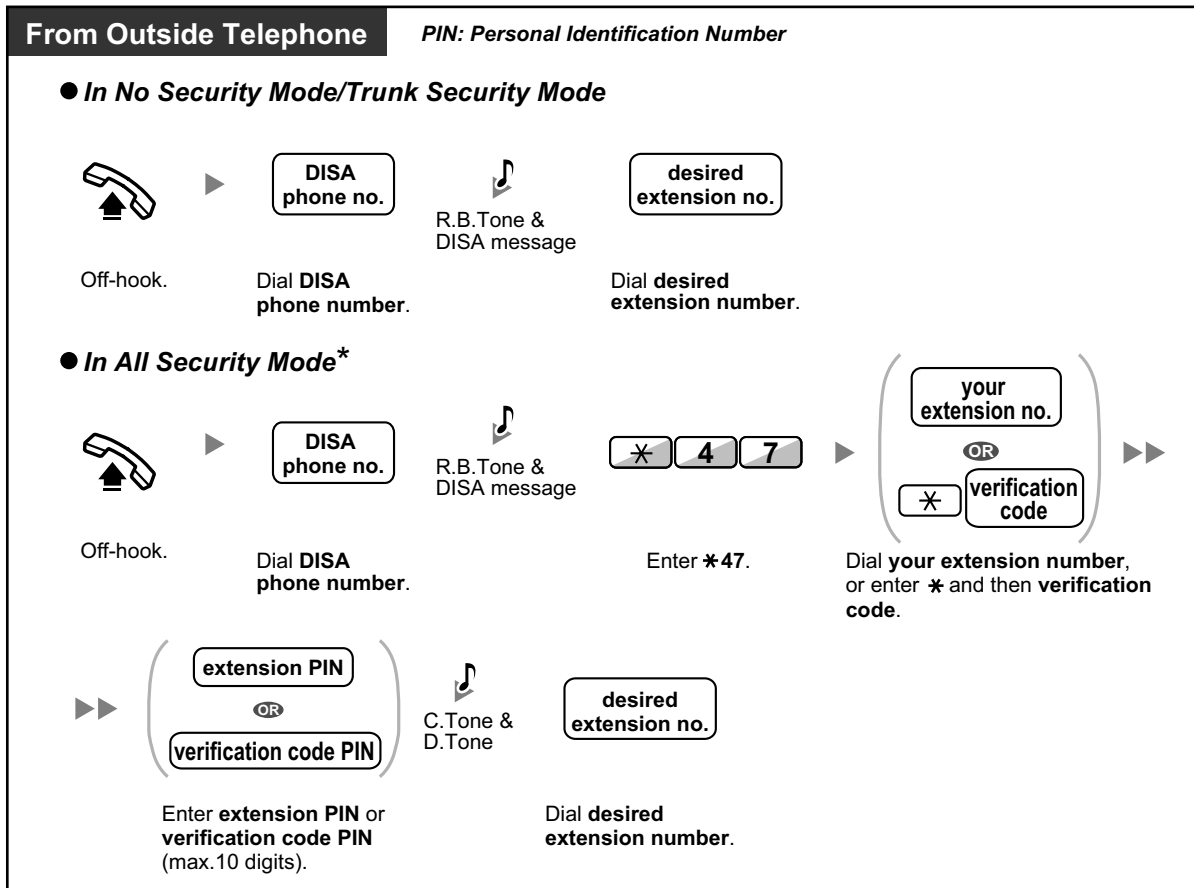 From Outside Telephone
PIN: Personal Identification Number
● In No Security Mode/Trunk Security Mode
DISA
phone no.
R.B.Tone &
DISA message
desired
extension no.
Off-hook.
Dial DISA
phone number.
Dial desired
extension number.
● In All Security Mode*
DISA
phone no.
R.B.Tone &
DISA message
* 4 7
your
extension no.
OR
* verification
code
Off-hook.
Dial DISA
phone number.
Enter *47.
Dial your extension number,
or enter * and then verification
code.
extension PIN
OR
verification code PIN
C.Tone &
D.Tone
desired
extension no.
Enter extension PIN or
verification code PIN
(max.10 digits).
Dial desired
extension number.